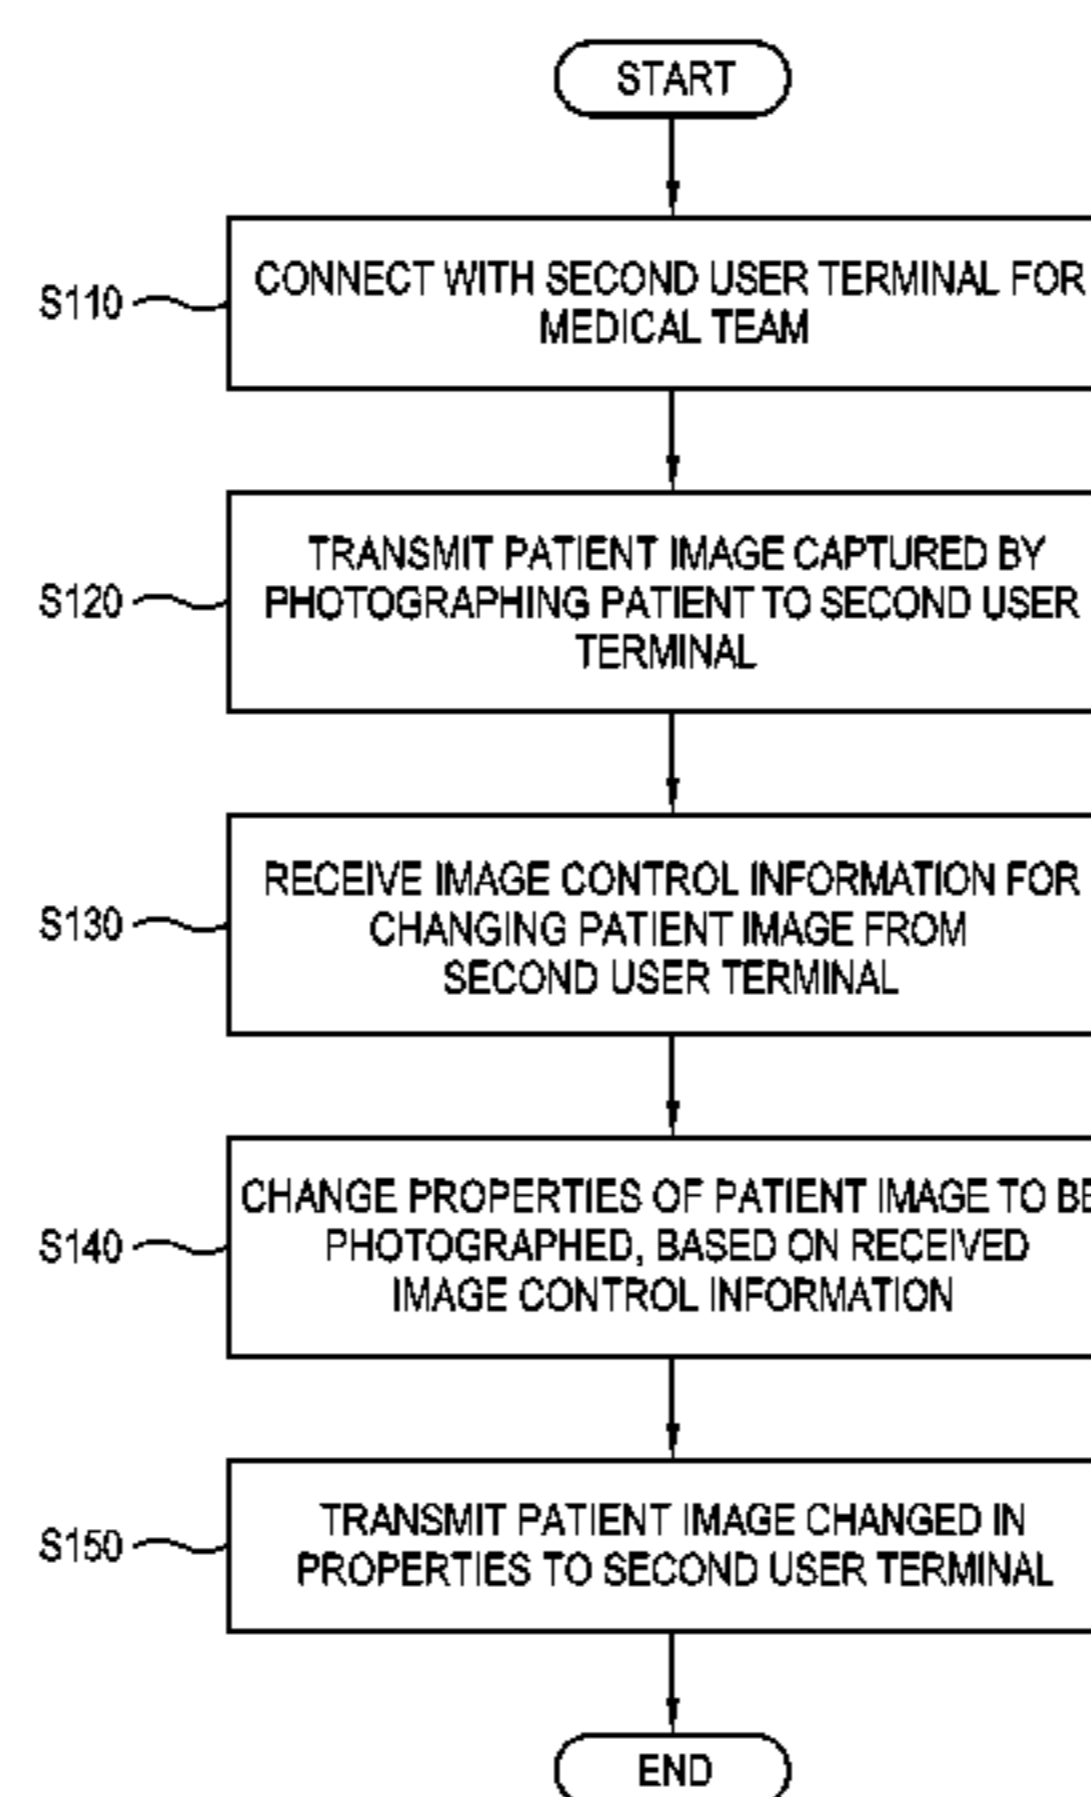 START
S110
CONNECT WITH SECOND USER TERMINAL FOR
MEDICAL TEAM
S120
TRANSMIT PATIENT IMAGE CAPTURED BY
PHOTOGRAPHING PATIENT TO SECOND USER
TERMINAL
S130
RECEIVE IMAGE CONTROL INFORMATION FOR
CHANGING PATIENT IMAGE FROM
SECOND USER TERMINAL
S140
CHANGE PROPERTIES OF PATIENT IMAGE TO BE
PHOTOGRAPHED, BASED ON RECEIVED
IMAGE CONTROL INFORMATION
S150
TRANSMIT PATIENT IMAGE CHANGED IN
PROPERTIES TO SECOND USER TERMINAL
END